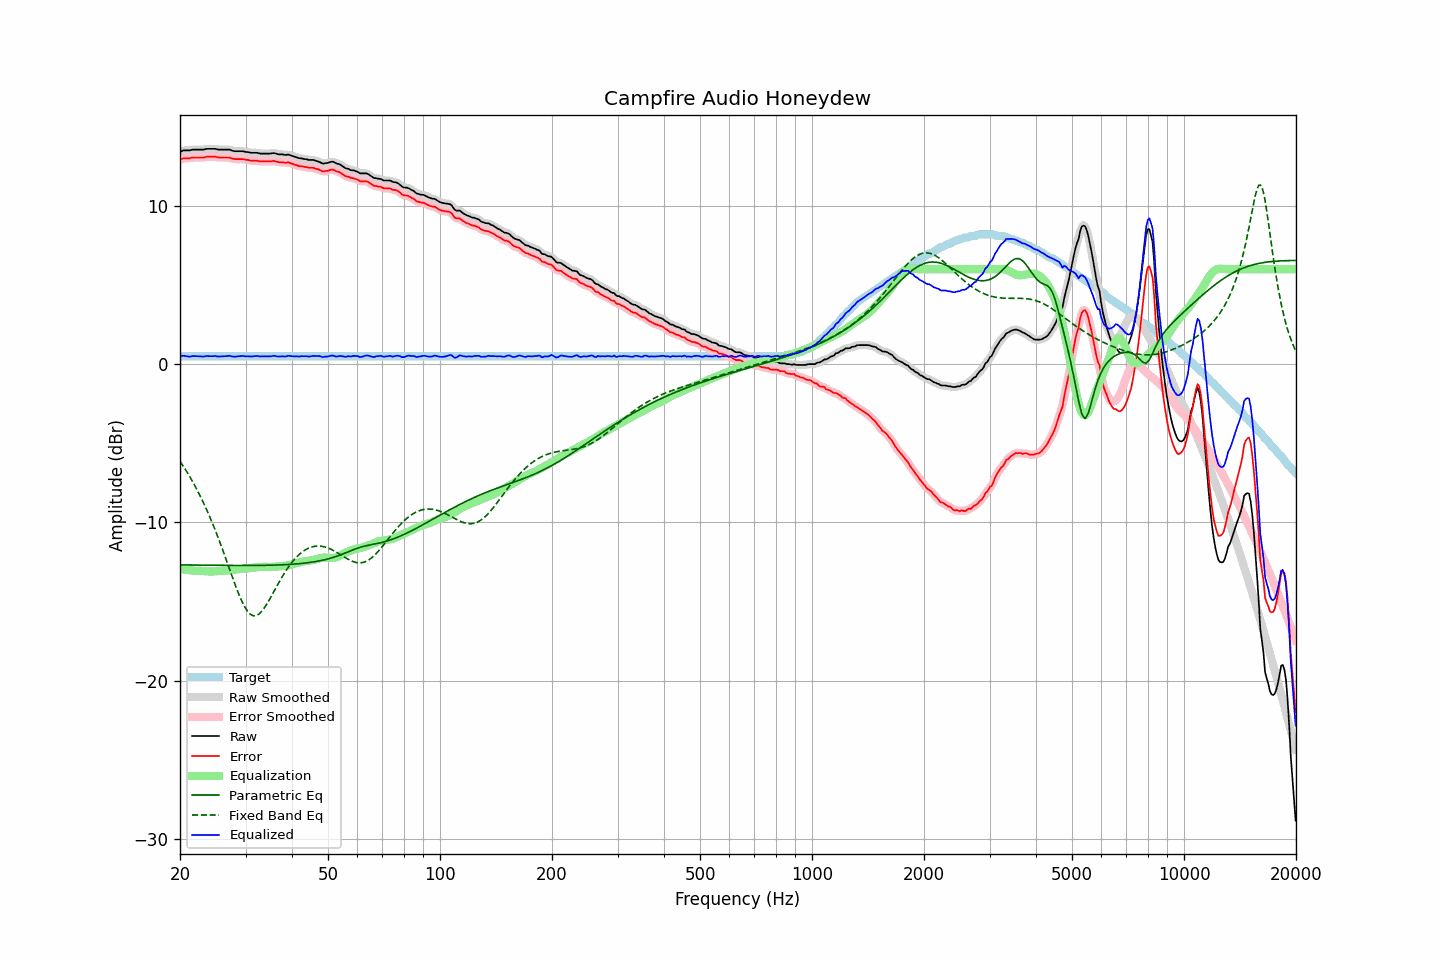 Campfire Audio Honeydew
Amplitude (dBr)
10
0
−10
−20
−30
Target
Raw Smoothed
Error Smoothed
Raw
Error
Equalization
Parametric Eq
Fixed Band Eq
Equalized
20
50
100
200
500
1000
2000
5000
10000
20000
Frequency (Hz)